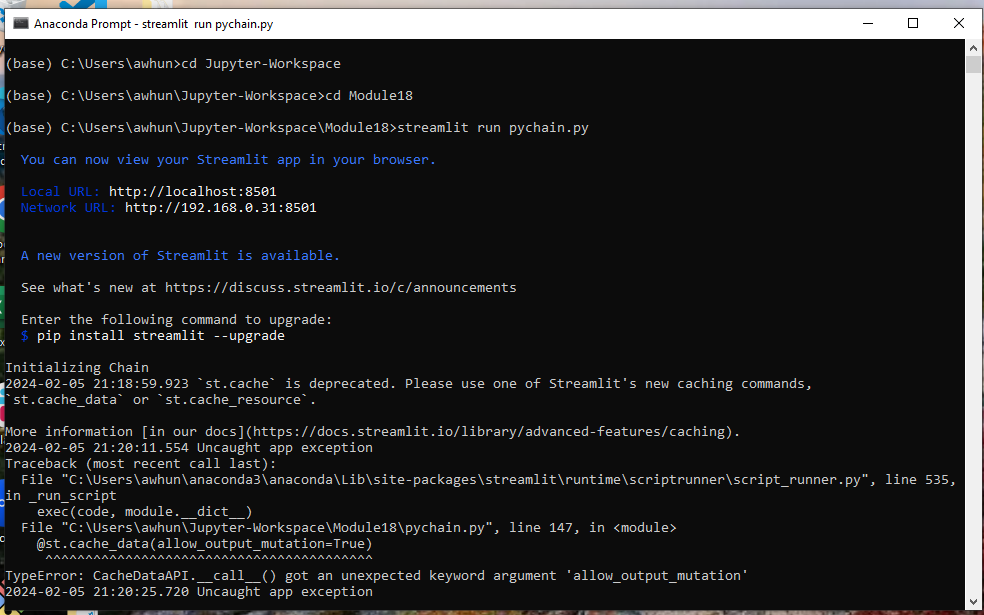 Anaconda Prompt - streamlit  run pychain.py
(base) C:\Users\awhun>cd Jupyter-Workspace
(base) C:\Users\awhun\Jupyter-Workspace>cd Module18
(base) C:\Users\awhun\Jupyter-Workspace\Module18>streamlit run pychain.py
You can now view your Streamlit app in your browser.
Local URL: http://localhost:8501
Network URL: http://192.168.0.31:8501
A new version of Streamlit is available.
See what's new at https://discuss.streamlit.io/c/announcements
Enter the following command to upgrade:
$ pip install streamlit --upgrade
Initializing Chain
2024-02-05 21:18:59.923 `st.cache` is deprecated. Please use one of Streamlit's new caching commands,
st.cache_data` or `st.cache_resource`.
More information [in our docs](https://docs.streamlit.io/library/advanced-features/caching).
2024-02-05 21:20:11.554 Uncaught app exception
Traceback (most recent call last):
File "C:\Users\awhun\anaconda3\anaconda\Lib\site-packages\streamlit\runtime\scriptrunner\script_runner.py", line 535,
in _run_script
exec(code, module.__dict__)
File "C:\Users\awhun\Jupyter-Workspace\Module18\pychain.py", line 147, in <module>
@st.cache_data(allow_output_mutation=True)
^^^^^^^^^^^^^^^^^^^^^^^^^^^^^^^^^^^^^^^^^
TypeError: CacheDataAPI.__call__() got an unexpected keyword argument 'allow_output_mutation'
2024-02-05 21:20:25.720 Uncaught app exception